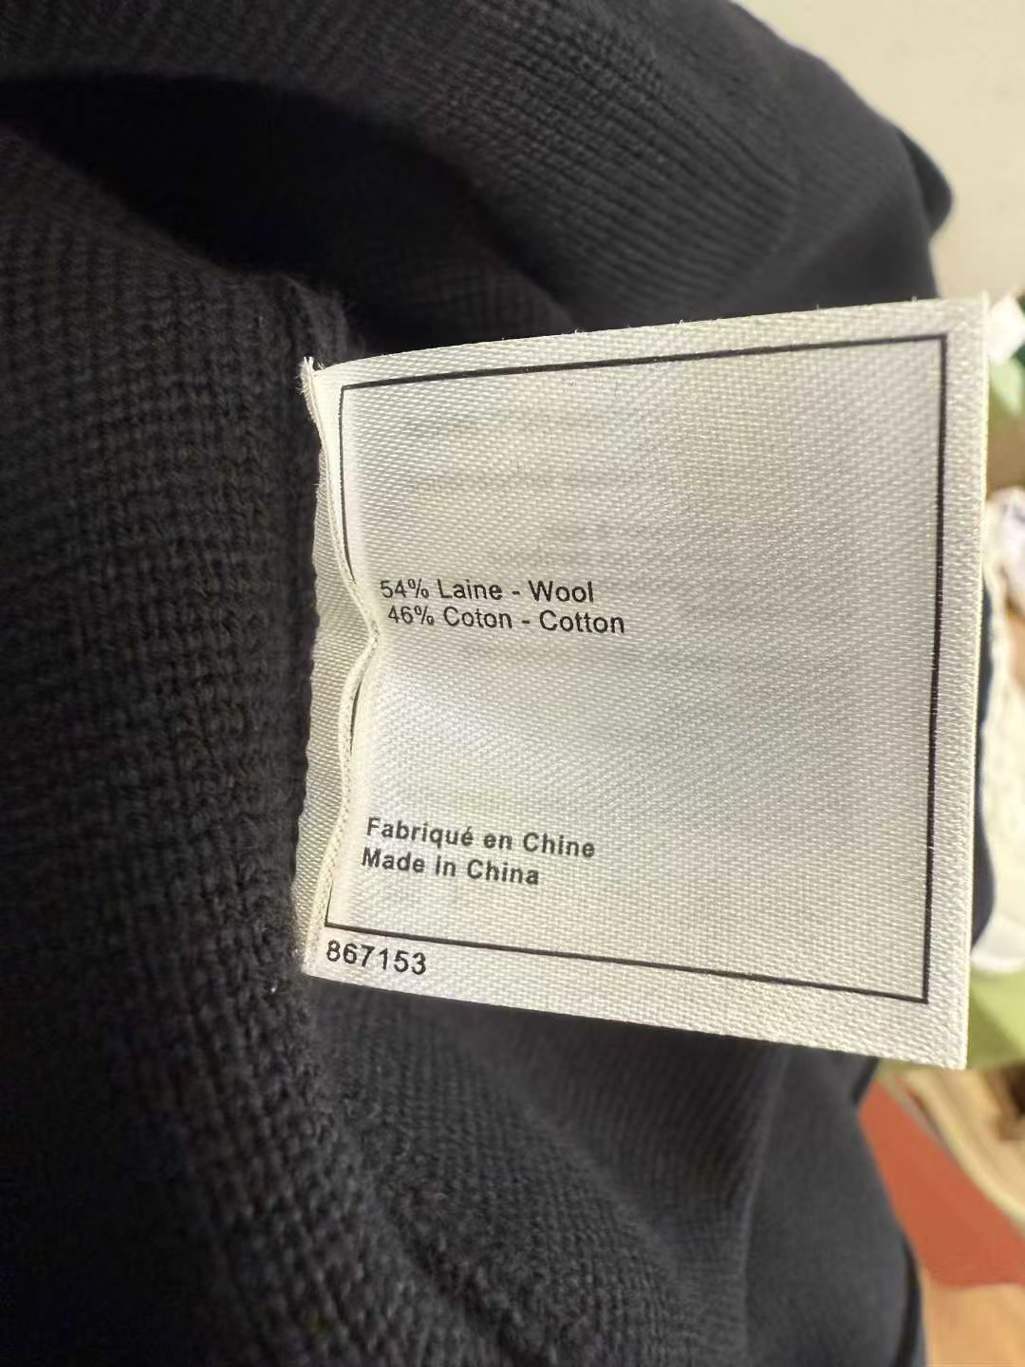 54% Laine - Wool
46% Coton - Cotton
Fabriqué en Chine
Made in China
867153